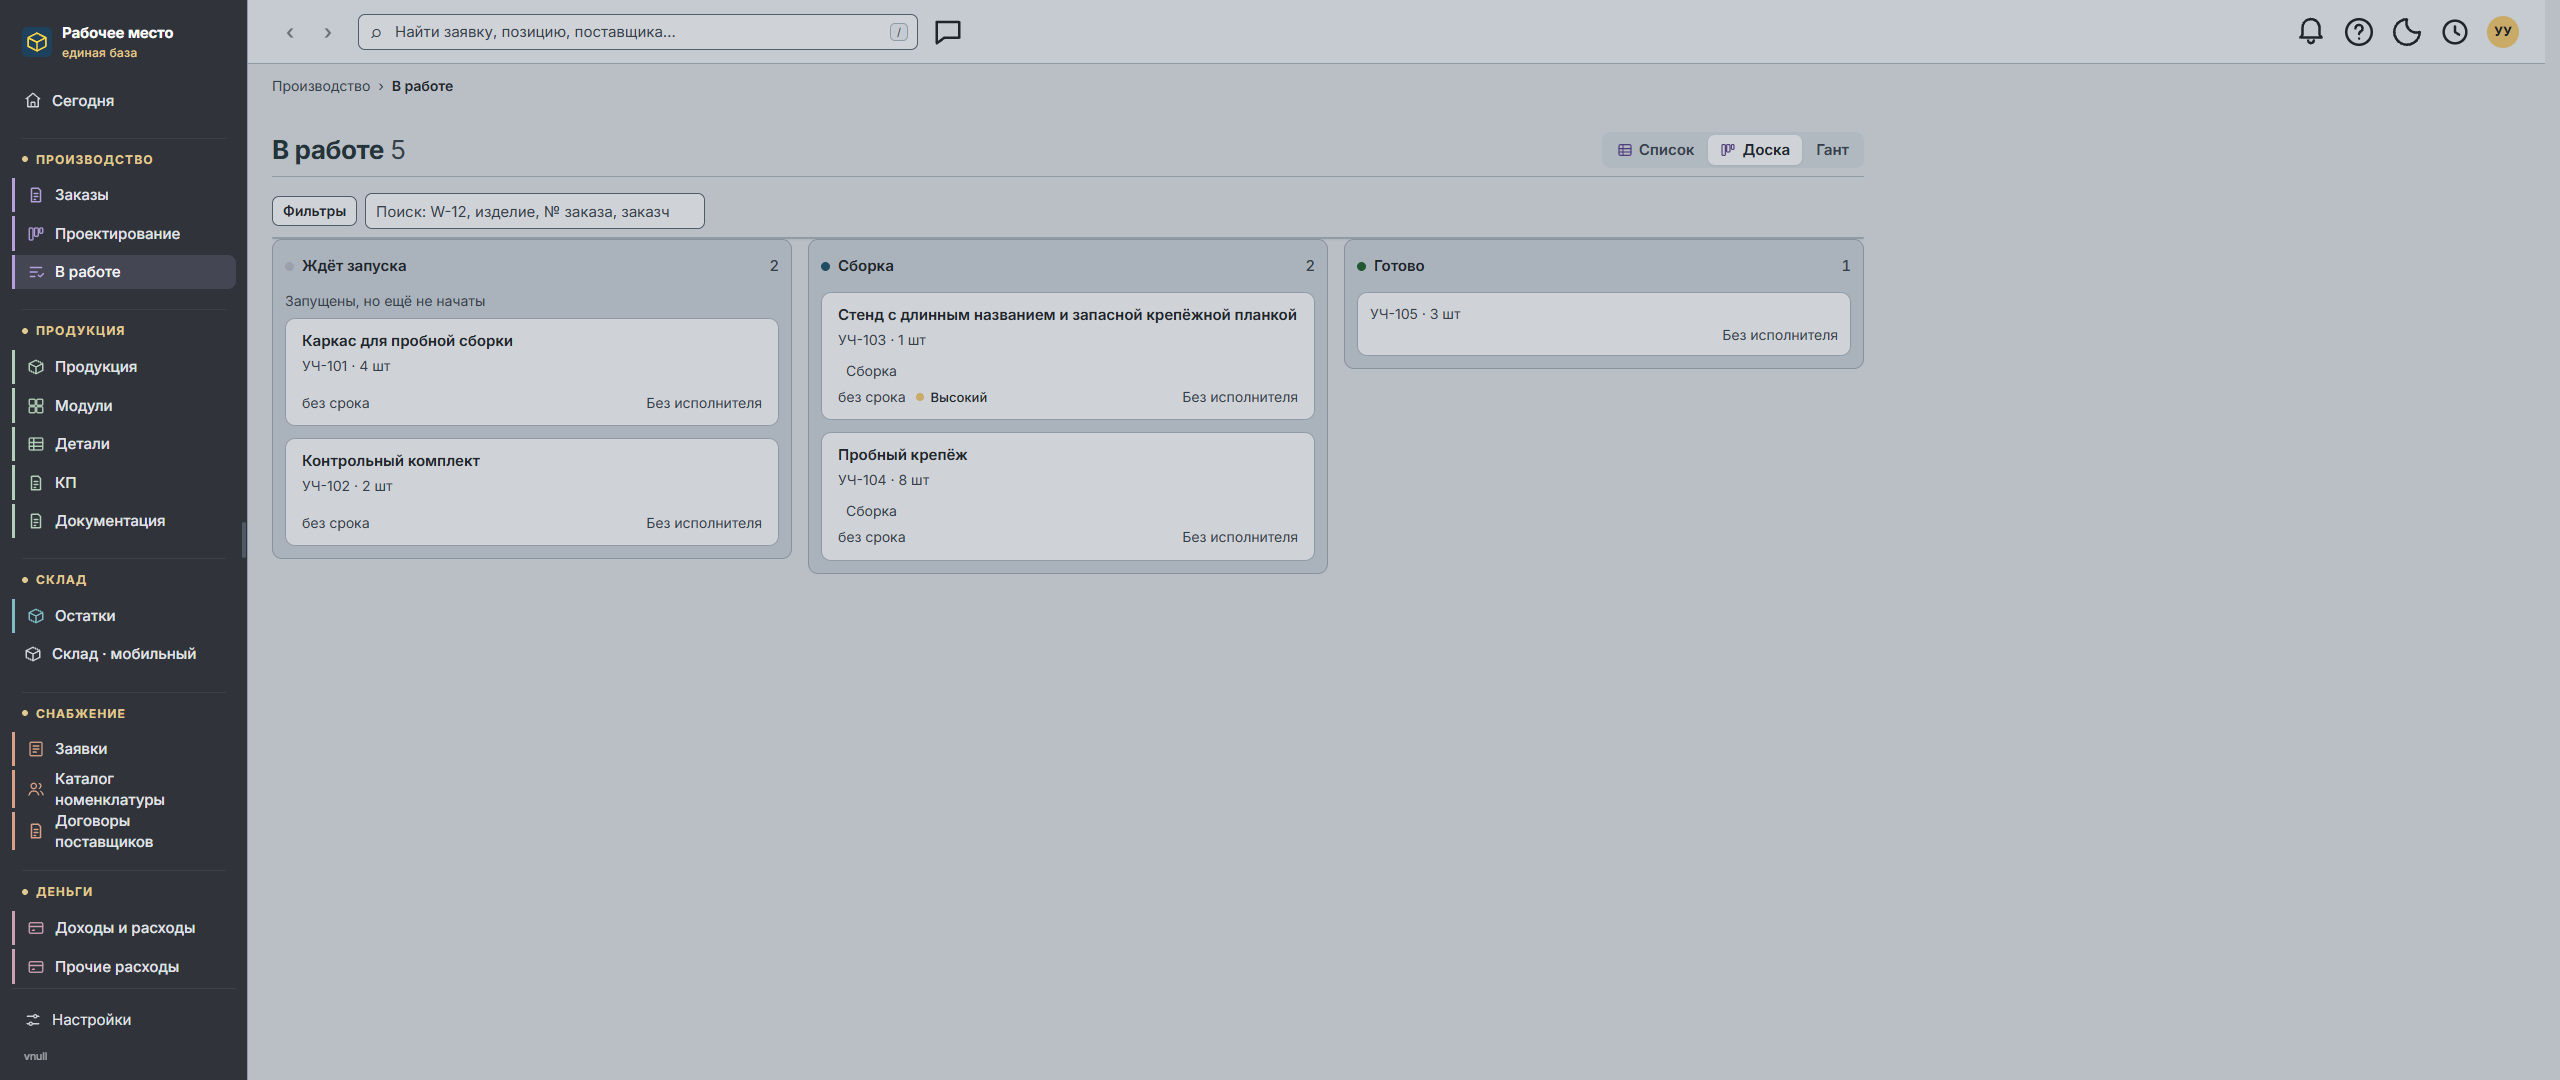 Рабочее место
единая база
Сегодня
ПРОИЗВОДСТВО
Заказы
Проектирование
В работе
ПРОДУКЦИЯ
Продукция
Модули
Детали
КП
Документация
СКЛАД
Остатки
Склад · мобильный
СНАБЖЕНИЕ
Заявки
Каталог
номенклатуры
Договоры
поставщиков
ДЕНЬГИ
Доходы и расходы
Прочие расходы
Настройки
vnull
Найти заявку, позицию, поставщика... /
УУ
Производство › В работе
В работе 5
Список Доска Гант
Фильтры Поиск: W-12, изделие, № заказа, заказч
Ждёт запуска 2
Запущены, но ещё не начаты
Каркас для пробной сборки
УЧ-101 · 4 шт
без срока Без исполнителя
Контрольный комплект
УЧ-102 · 2 шт
без срока Без исполнителя
Сборка 2
Стенд с длинным названием и запасной крепёжной планкой
УЧ-103 · 1 шт
Сборка
без срока Высокий Без исполнителя
Пробный крепёж
УЧ-104 · 8 шт
Сборка
без срока Без исполнителя
Готово 1
УЧ-105 · 3 шт
Без исполнителя